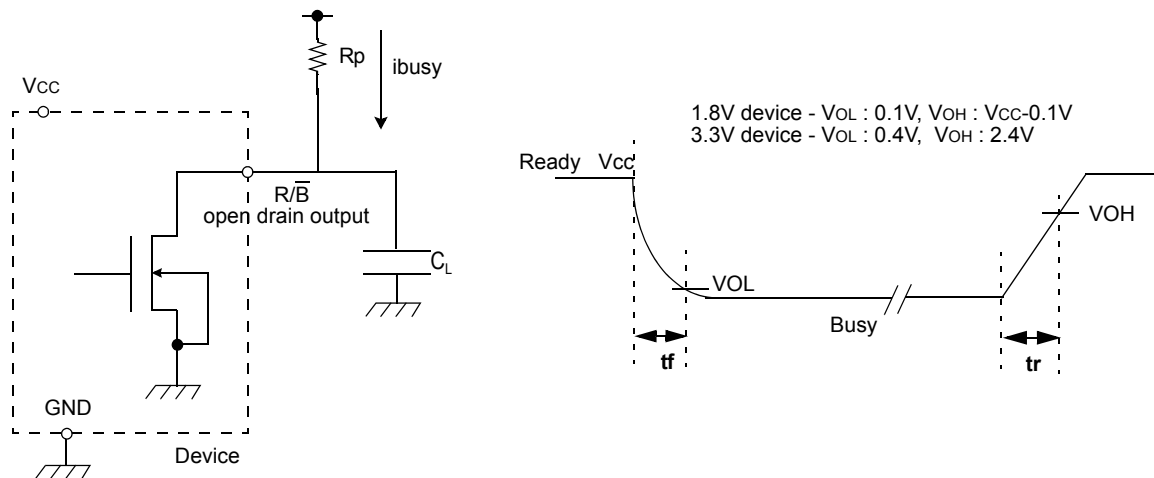 Rp
ibusy
VCC
R/B̅
open drain output
CL
GND
Device
1.8V device - VOL : 0.1V, VOH : VCC-0.1V
3.3V device - VOL : 0.4V, VOH : 2.4V
Ready Vcc
VOH
VOL
Busy
tf
tr